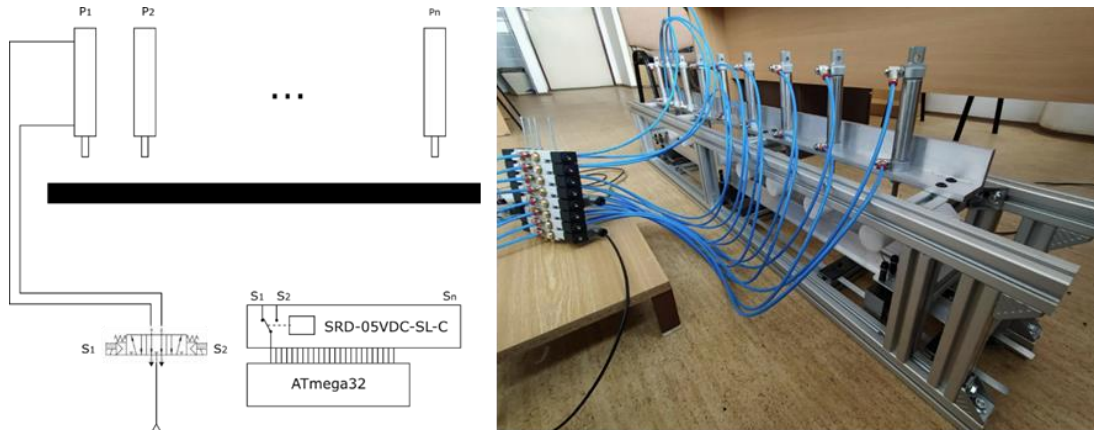 P1 P2 Pn
...
S1 S2 S1 S2 Sn
SRD-05VDC-SL-C
ATmega32